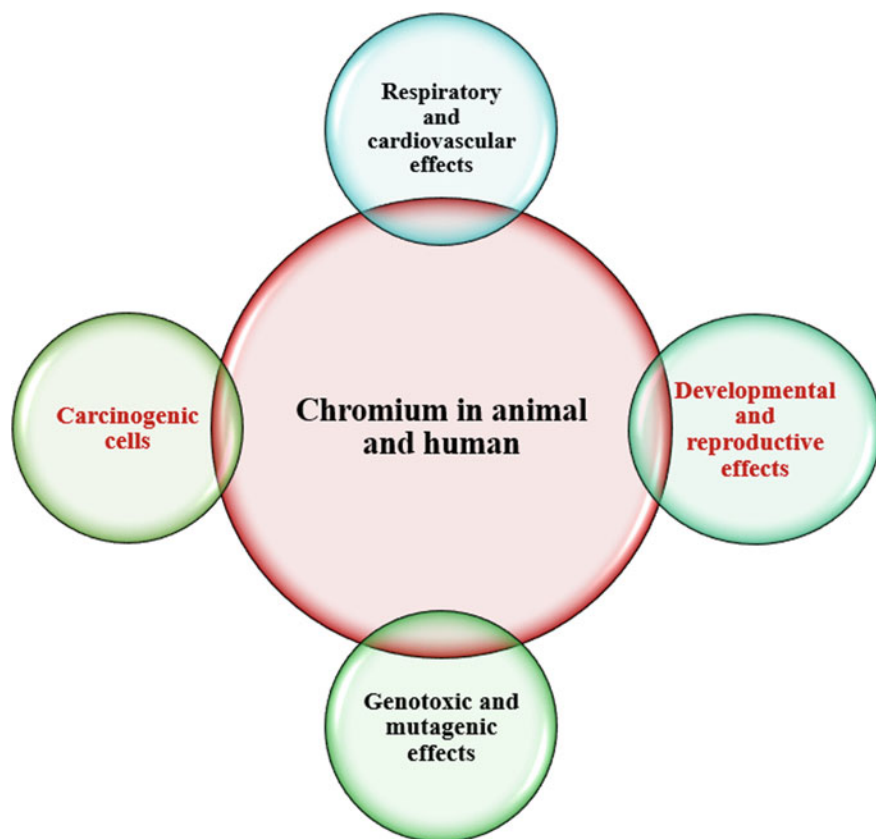 Respiratory
and
cardiovascular
effects
Carcinogenic
cells
Chromium in animal
and human
Developmental
and
reproductive
effects
Genotoxic and
mutagenic
effects